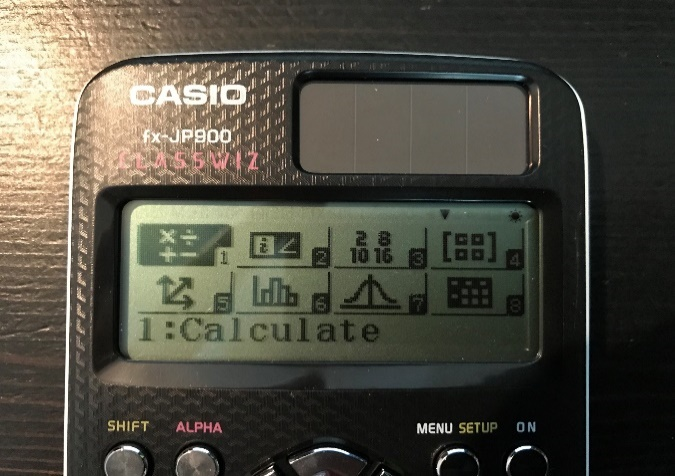 CASIO
fx-JP900
CLASSWIZ
×÷ +− 1
i∠ 2
2 8 10 16 3
4
5
6
7
8
1:Calculate
SHIFT ALPHA MENU SETUP ON